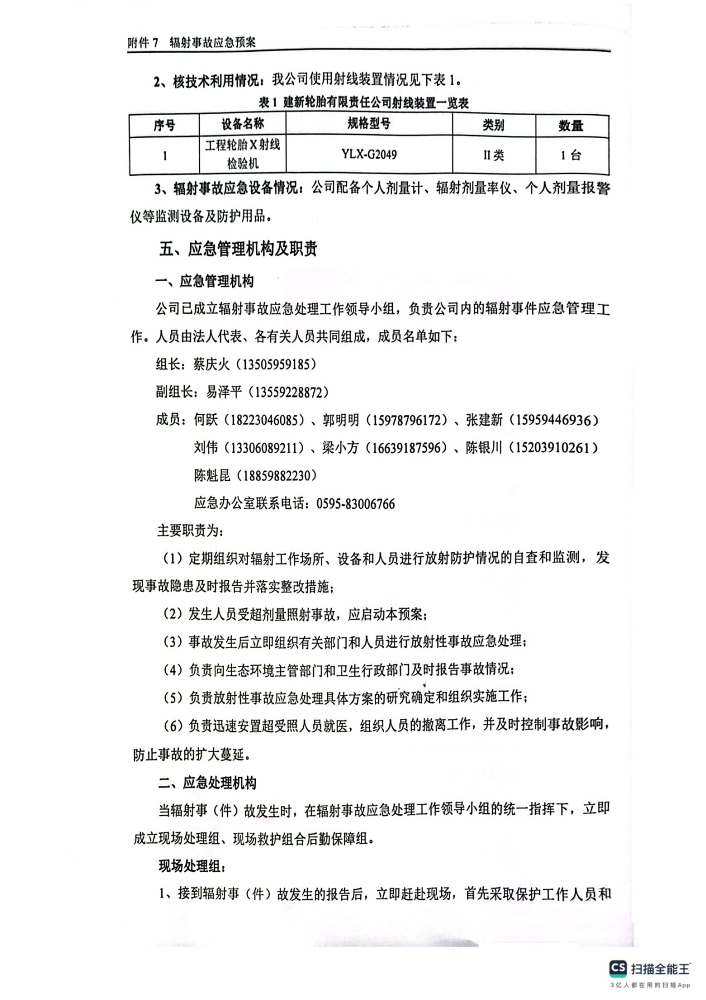 附件 7 辐射事故应急预案
2、核技术利用情况：我公司使用射线装置情况见下表 1。
表 1 建新轮胎有限责任公司射线装置一览表
序号 设备名称 规格型号 类别 数量
1 工程轮胎 X 射线检验机 YLX-G2049 II 类 1 台
3、辐射事故应急设备情况：公司配备个人剂量计、辐射剂量率仪、个人剂量报警
仪等监测设备及防护用品。
五、应急管理机构及职责
一、应急管理机构
公司已成立辐射事故应急处理工作领导小组，负责公司内的辐射事件应急管理工
作。人员由法人代表、各有关人员共同组成，成员名单如下：
组长：蔡庆火（13505959185）
副组长：易泽平（13559228872）
成员：何跃（18223046085）、郭明明（15978796172）、张建新（15959446936）
刘伟（13306089211）、梁小方（16639187596）、陈银川（15203910261）
陈魁昆（18859882230）
应急办公室联系电话：0595-83006766
主要职责为：
（1）定期组织对辐射工作场所、设备和人员进行放射防护情况的自查和监测，发
现事故隐患及时报告并落实整改措施；
（2）发生人员受超剂量照射事故，应启动本预案；
（3）事故发生后立即组织有关部门和人员进行放射性事故应急处理；
（4）负责向生态环境主管部门和卫生行政部门及时报告事故情况；
（5）负责放射性事故应急处理具体方案的研究确定和组织实施工作；
（6）负责迅速安置超受照人员就医，组织人员的撤离工作，并及时控制事故影响，
防止事故的扩大蔓延。
二、应急处理机构
当辐射事（件）故发生时，在辐射事故应急处理工作领导小组的统一指挥下，立即
成立现场处理组、现场救护组合后勤保障组。
现场处理组：
1、接到辐射事（件）故发生的报告后，立即赶赴现场，首先采取保护工作人员和
CS 扫描全能王
3亿人都在用的扫描App